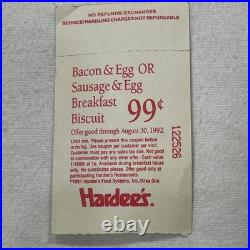 NO REFUNDS/EXCHANGES
SERVICE/HANDLING CHARGES NOT REFUNDABLE
Bacon & Egg OR
Sausage & Egg
Breakfast
Biscuit 99¢
Offer good through August 30, 1992.
Limit one. Please present this coupon before
ordering. One coupon per customer per visit.
Customer must pay any sales tax due. Not good
in combination with any other offers. Cash value
1/100th of 1¢. Offer good during breakfast hours
only. No substitutes please. Offer good only at
participating Hardee's Restaurants.
©1991 Hardee's Food Systems, Inc./Area One
Hardee's.
122526